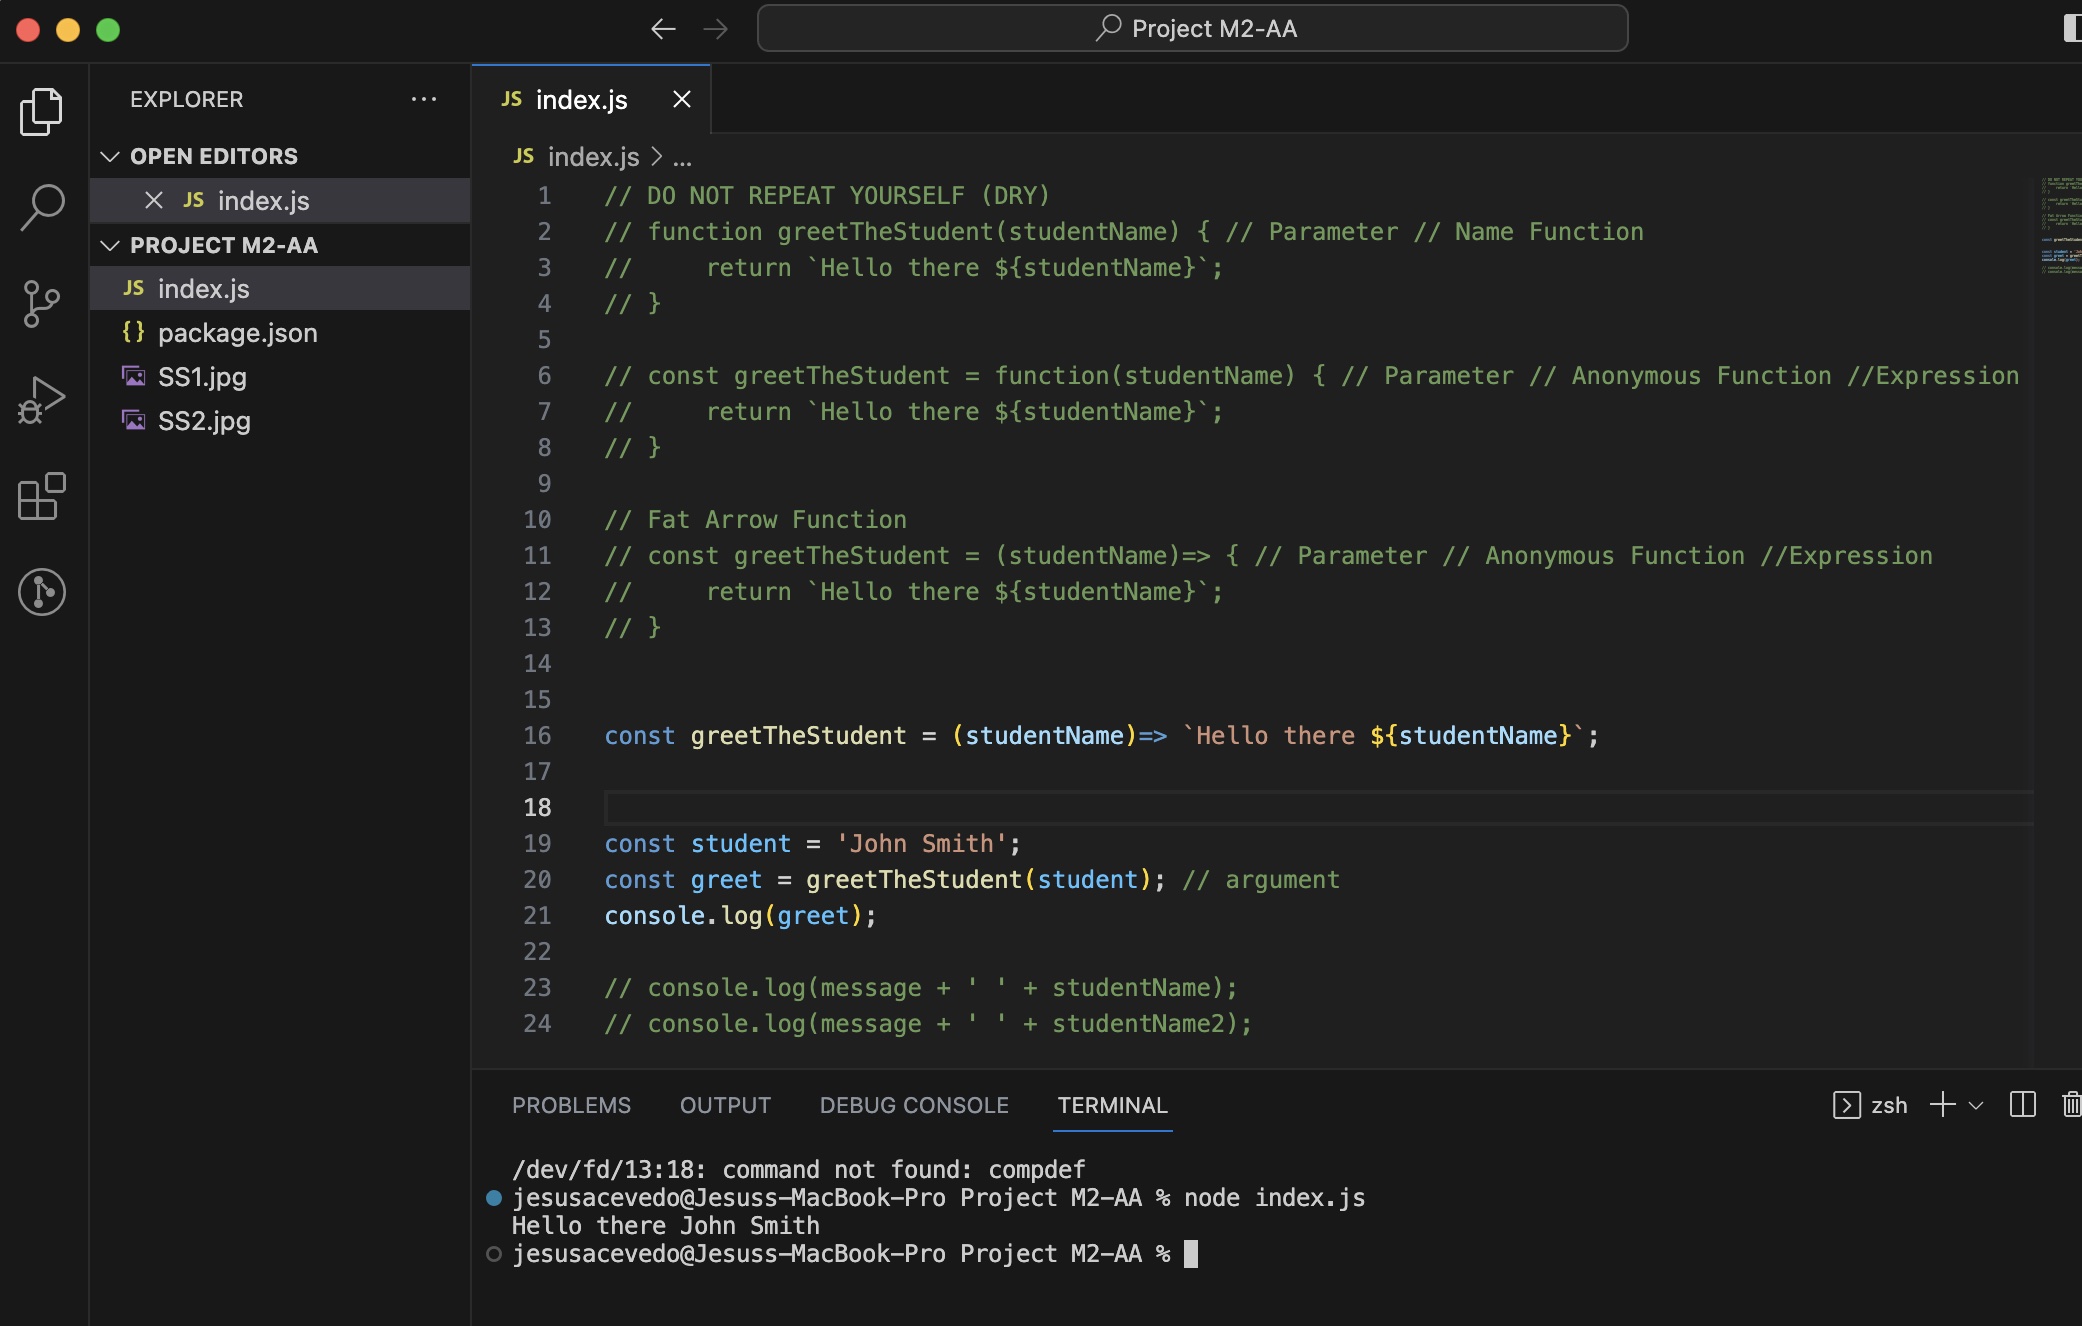 Project M2-AA
EXPLORER
OPEN EDITORS
JS index.js
PROJECT M2-AA
JS index.js
{} package.json
SS1.jpg
SS2.jpg
JS index.js
JS index.js > ...
1 // DO NOT REPEAT YOURSELF (DRY)
2 // function greetTheStudent(studentName) { // Parameter // Name Function
3 //     return `Hello there ${studentName}`;
4 // }
5
6 // const greetTheStudent = function(studentName) { // Parameter // Anonymous Function //Expression
7 //     return `Hello there ${studentName}`;
8 // }
9
10 // Fat Arrow Function
11 // const greetTheStudent = (studentName)=> { // Parameter // Anonymous Function //Expression
12 //     return `Hello there ${studentName}`;
13 // }
14
15
16 const greetTheStudent = (studentName)=> `Hello there ${studentName}`;
17
18
19 const student = 'John Smith';
20 const greet = greetTheStudent(student); // argument
21 console.log(greet);
22
23 // console.log(message + ' ' + studentName);
24 // console.log(message + ' ' + studentName2);
PROBLEMS OUTPUT DEBUG CONSOLE TERMINAL zsh
/dev/fd/13:18: command not found: compdef
jesusacevedo@Jesuss-MacBook-Pro Project M2-AA % node index.js
Hello there John Smith
jesusacevedo@Jesuss-MacBook-Pro Project M2-AA %